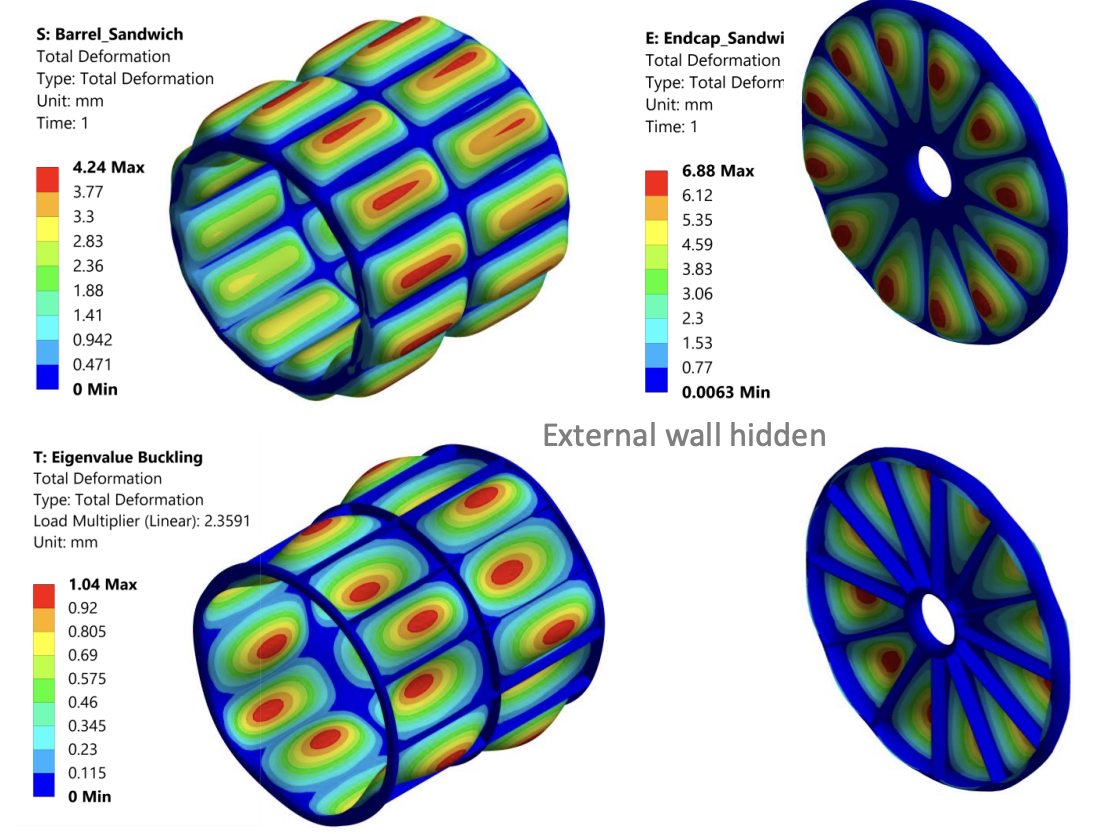 S: Barrel_Sandwich
Total Deformation
Type: Total Deformation
Unit: mm
Time: 1
4.24 Max
3.77
3.3
2.83
2.36
1.88
1.41
0.942
0.471
0 Min
E: Endcap_Sandwi
Total Deformation
Type: Total Deform
Unit: mm
Time: 1
6.88 Max
6.12
5.35
4.59
3.83
3.06
2.3
1.53
0.77
0.0063 Min
External wall hidden
T: Eigenvalue Buckling
Total Deformation
Type: Total Deformation
Load Multiplier (Linear): 2.3591
Unit: mm
1.04 Max
0.92
0.805
0.69
0.575
0.46
0.345
0.23
0.115
0 Min